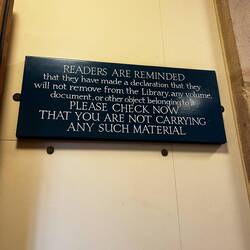 READERS ARE REMINDED
that they have made a declaration that they
will not remove from the Library, any volume,
document, or other object belonging to it
PLEASE CHECK NOW
THAT YOU ARE NOT CARRYING
ANY SUCH MATERIAL